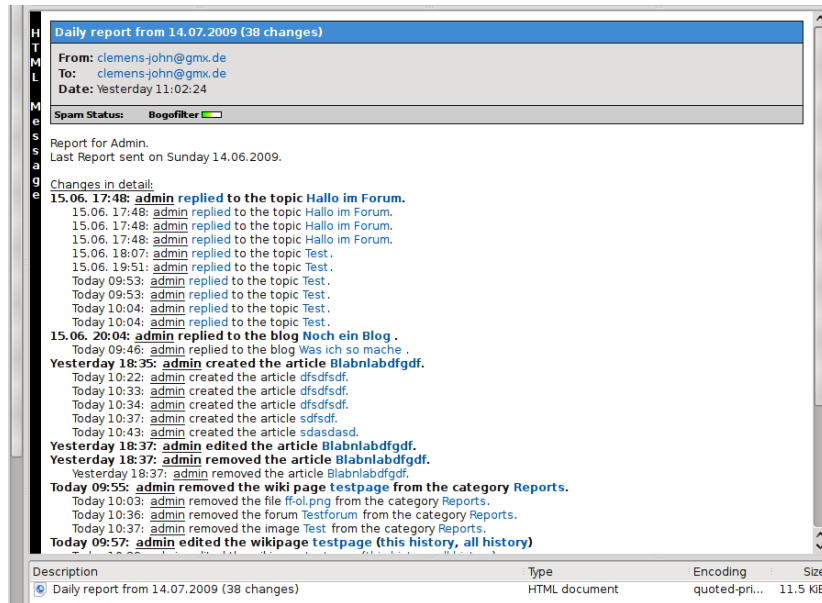 HTML Message
Daily report from 14.07.2009 (38 changes)
From: clemens-john@gmx.de
To: clemens-john@gmx.de
Date: Yesterday 11:02:24
Spam Status: Bogofilter
Report for Admin.
Last Report sent on Sunday 14.06.2009.
Changes in detail:
15.06. 17:48: admin replied to the topic Hallo im Forum.
15.06. 17:48: admin replied to the topic Hallo im Forum.
15.06. 17:48: admin replied to the topic Hallo im Forum.
15.06. 17:48: admin replied to the topic Hallo im Forum.
15.06. 18:07: admin replied to the topic Test.
15.06. 19:51: admin replied to the topic Test.
Today 09:53: admin replied to the topic Test.
Today 09:53: admin replied to the topic Test.
Today 10:04: admin replied to the topic Test.
Today 10:04: admin replied to the topic Test.
15.06. 20:04: admin replied to the blog Noch ein Blog .
Today 09:46: admin replied to the blog Was ich so mache .
Yesterday 18:35: admin created the article Blabnlabdfgdf.
Today 10:22: admin created the article dfsdfsdf.
Today 10:33: admin created the article dfsdfsdf.
Today 10:34: admin created the article dfsdfsdf.
Today 10:37: admin created the article sdfsdf.
Today 10:43: admin created the article sdasdasd.
Yesterday 18:37: admin edited the article Blabnlabdfgdf.
Yesterday 18:37: admin removed the article Blabnlabdfgdf.
Yesterday 18:37: admin removed the article Blabnlabdfgdf.
Today 09:55: admin removed the wiki page testpage from the category Reports.
Today 10:03: admin removed the file ff-ol.png from the category Reports.
Today 10:36: admin removed the forum Testforum from the category Reports.
Today 10:37: admin removed the image Test from the category Reports.
Today 09:57: admin edited the wikipage testpage (this history, all history)
Description Type Encoding Size
Daily report from 14.07.2009 (38 changes) HTML document quoted-pri... 11.5 KiB